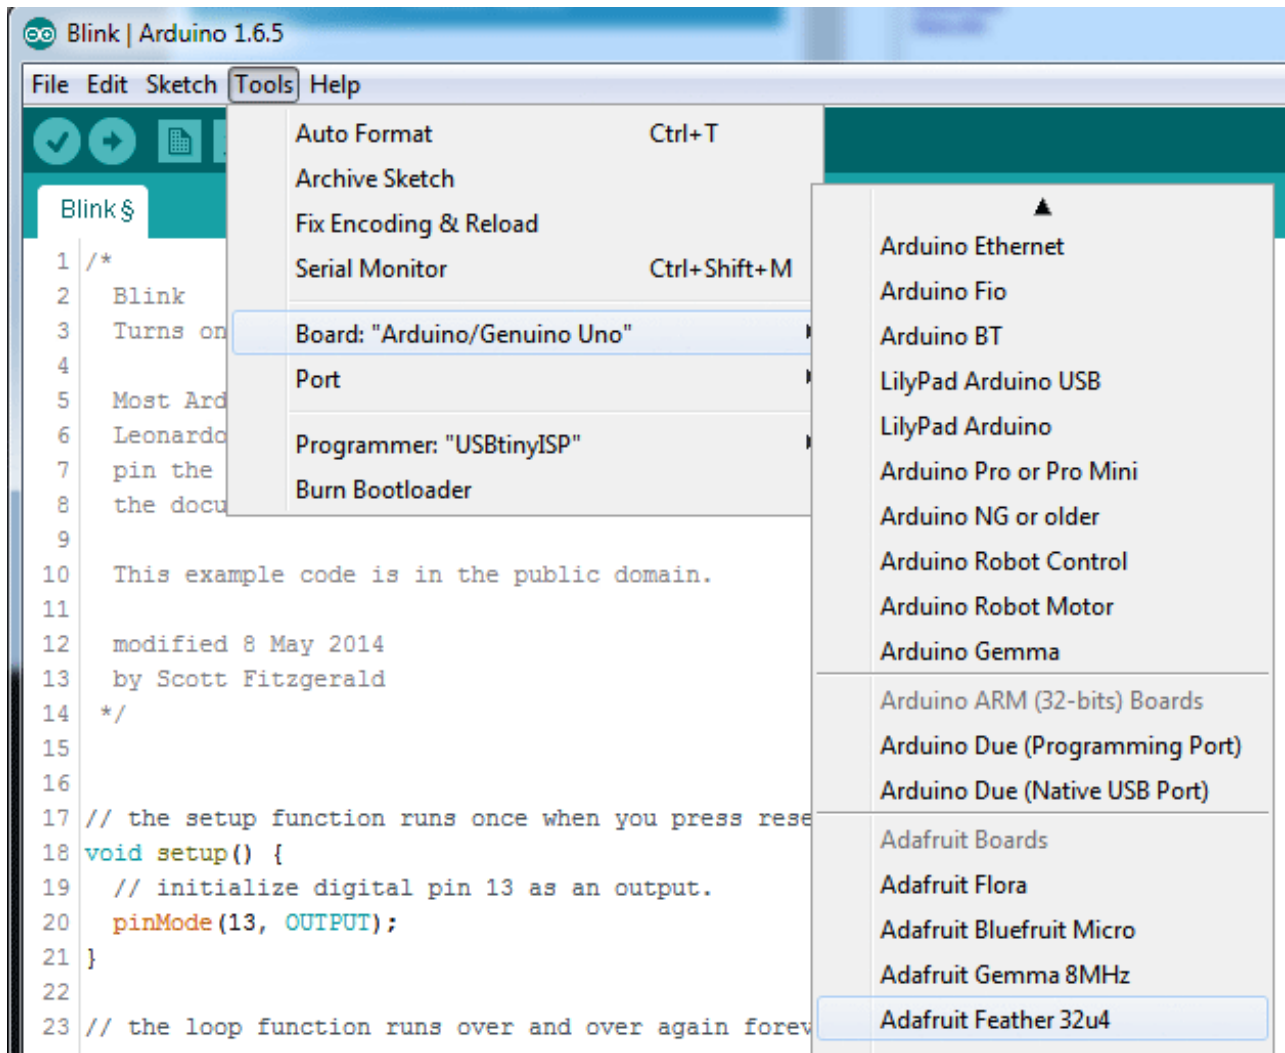 Blink | Arduino 1.6.5
File Edit Sketch Tools Help
Auto Format Ctrl+T
Archive Sketch
Fix Encoding & Reload
Serial Monitor Ctrl+Shift+M
Board: "Arduino/Genuino Uno"
Port
Programmer: "USBtinyISP"
Burn Bootloader
Arduino Ethernet
Arduino Fio
Arduino BT
LilyPad Arduino USB
LilyPad Arduino
Arduino Pro or Pro Mini
Arduino NG or older
Arduino Robot Control
Arduino Robot Motor
Arduino Gemma
Arduino ARM (32-bits) Boards
Arduino Due (Programming Port)
Arduino Due (Native USB Port)
Adafruit Boards
Adafruit Flora
Adafruit Bluefruit Micro
Adafruit Gemma 8MHz
Adafruit Feather 32u4
Blink §
1 /*
2 Blink
3 Turns on
4
5 Most Ard
6 Leonardo
7 pin the
8 the docu
9
10 This example code is in the public domain.
11
12 modified 8 May 2014
13 by Scott Fitzgerald
14 */
15
16
17 // the setup function runs once when you press rese
18 void setup() {
19 // initialize digital pin 13 as an output.
20 pinMode(13, OUTPUT);
21 }
22
23 // the loop function runs over and over again forev